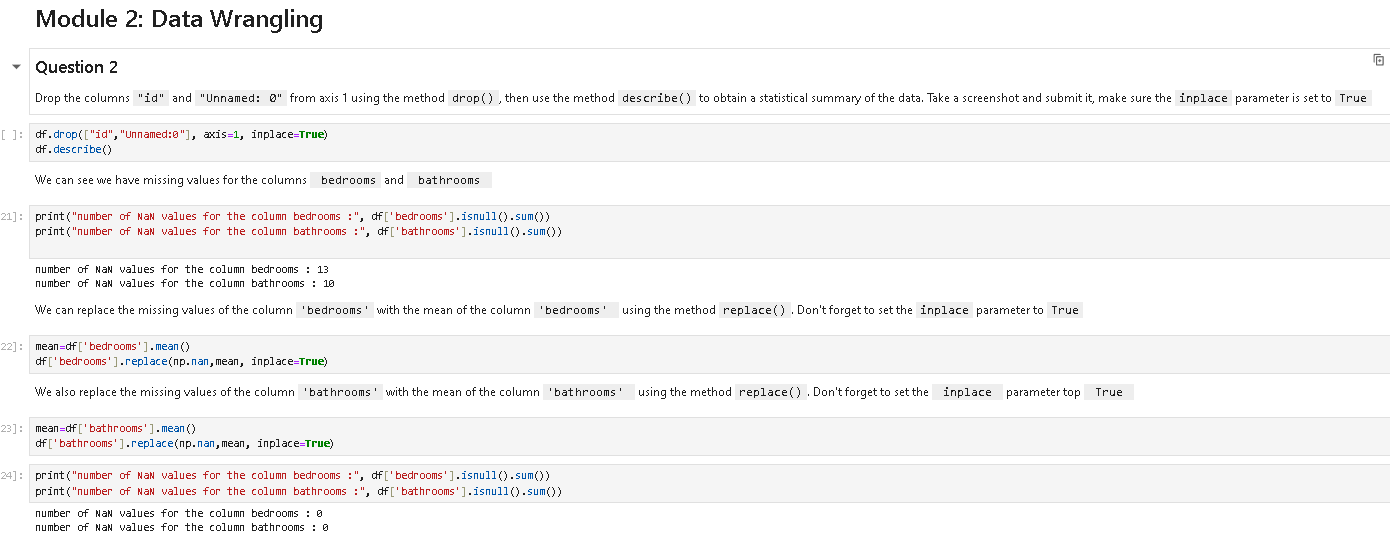 Module 2: Data Wrangling
Question 2
Drop the columns "id" and "Unnamed: 0" from axis 1 using the method drop() , then use the method describe() to obtain a statistical summary of the data. Take a screenshot and submit it, make sure the inplace parameter is set to True
[ ]: df.drop(["id","Unnamed:0"], axis=1, inplace=True)
df.describe()
We can see we have missing values for the columns bedrooms and bathrooms
21]: print("number of NaN values for the column bedrooms :", df['bedrooms'].isnull().sum())
print("number of NaN values for the column bathrooms :", df['bathrooms'].isnull().sum())
number of NaN values for the column bedrooms : 13
number of NaN values for the column bathrooms : 10
We can replace the missing values of the column 'bedrooms' with the mean of the column 'bedrooms' using the method replace() . Don't forget to set the inplace parameter to True
22]: mean=df['bedrooms'].mean()
df['bedrooms'].replace(np.nan,mean, inplace=True)
We also replace the missing values of the column 'bathrooms' with the mean of the column 'bathrooms' using the method replace() . Don't forget to set the inplace parameter top True
23]: mean=df['bathrooms'].mean()
df['bathrooms'].replace(np.nan,mean, inplace=True)
24]: print("number of NaN values for the column bedrooms :", df['bedrooms'].isnull().sum())
print("number of NaN values for the column bathrooms :", df['bathrooms'].isnull().sum())
number of NaN values for the column bedrooms : 0
number of NaN values for the column bathrooms : 0